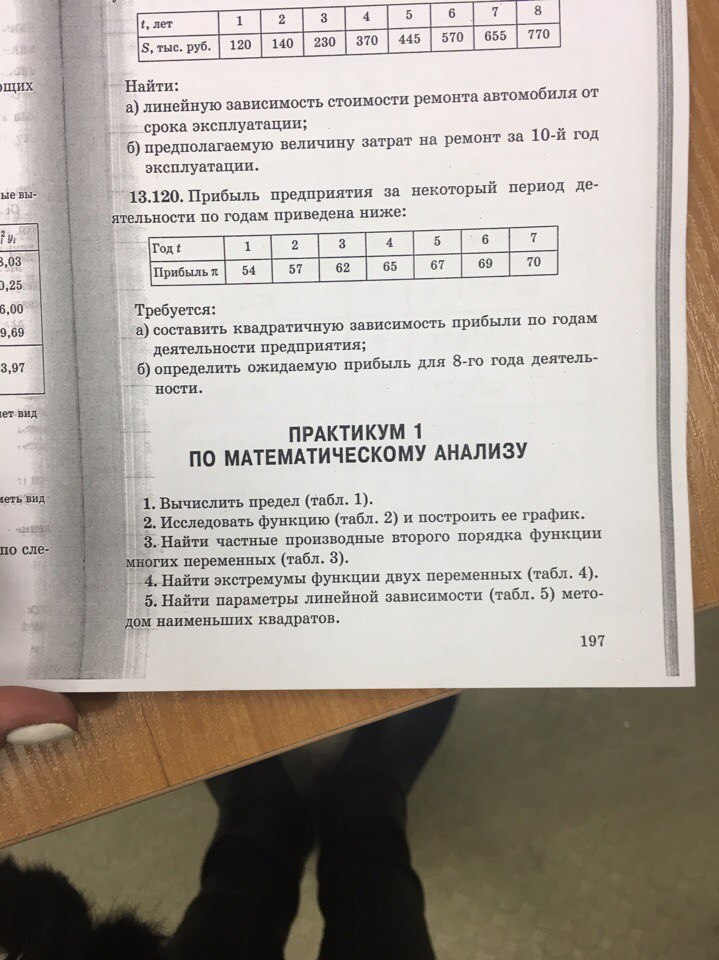 ющих
ые вы-
y_i
3,03
0,25
6,00
9,69
3,97
ет вид
меть вид
по сле-
t, лет 1 2 3 4 5 6 7 8
S, тыс. руб. 120 140 230 370 445 570 655 770
Найти:
а) линейную зависимость стоимости ремонта автомобиля от
срока эксплуатации;
б) предполагаемую величину затрат на ремонт за 10-й год
эксплуатации.
13.120. Прибыль предприятия за некоторый период де-
ятельности по годам приведена ниже:
Год t 1 2 3 4 5 6 7
Прибыль π 54 57 62 65 67 69 70
Требуется:
а) составить квадратичную зависимость прибыли по годам
деятельности предприятия;
б) определить ожидаемую прибыль для 8-го года деятель-
ности.
ПРАКТИКУМ 1
ПО МАТЕМАТИЧЕСКОМУ АНАЛИЗУ
1. Вычислить предел (табл. 1).
2. Исследовать функцию (табл. 2) и построить ее график.
3. Найти частные производные второго порядка функции
многих переменных (табл. 3).
4. Найти экстремумы функции двух переменных (табл. 4).
5. Найти параметры линейной зависимости (табл. 5) мето-
дом наименьших квадратов.
197